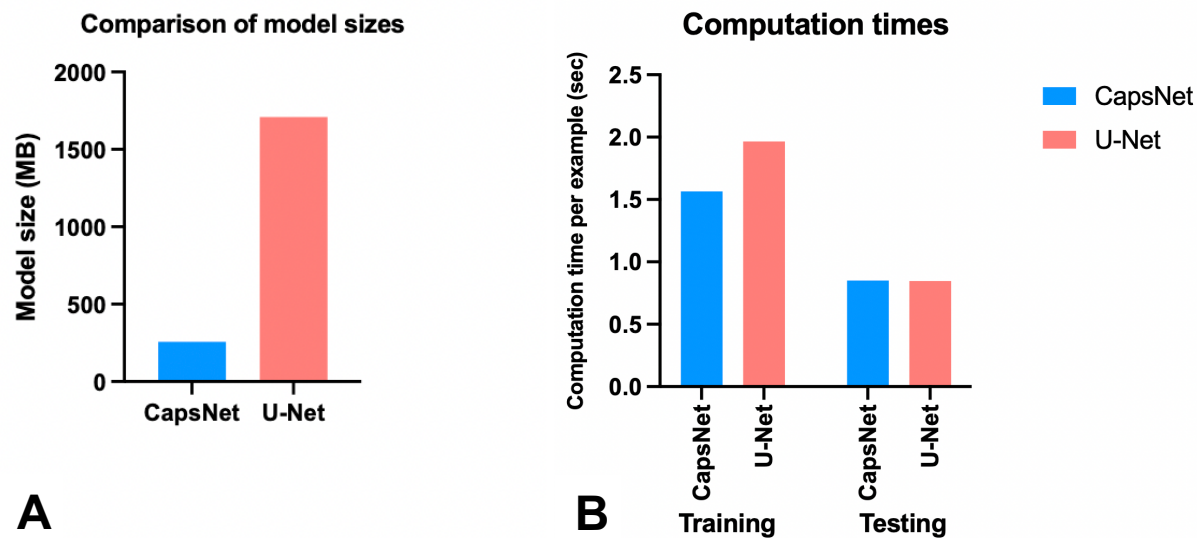 Comparison of model sizes
Model size (MB)
2000
1500
1000
500
0
CapsNet U-Net
A
Computation times
Computation time per example (sec)
2.5
2.0
1.5
1.0
0.5
0.0
CapsNet
U-Net
CapsNet
U-Net
Training Testing
B
CapsNet
U-Net